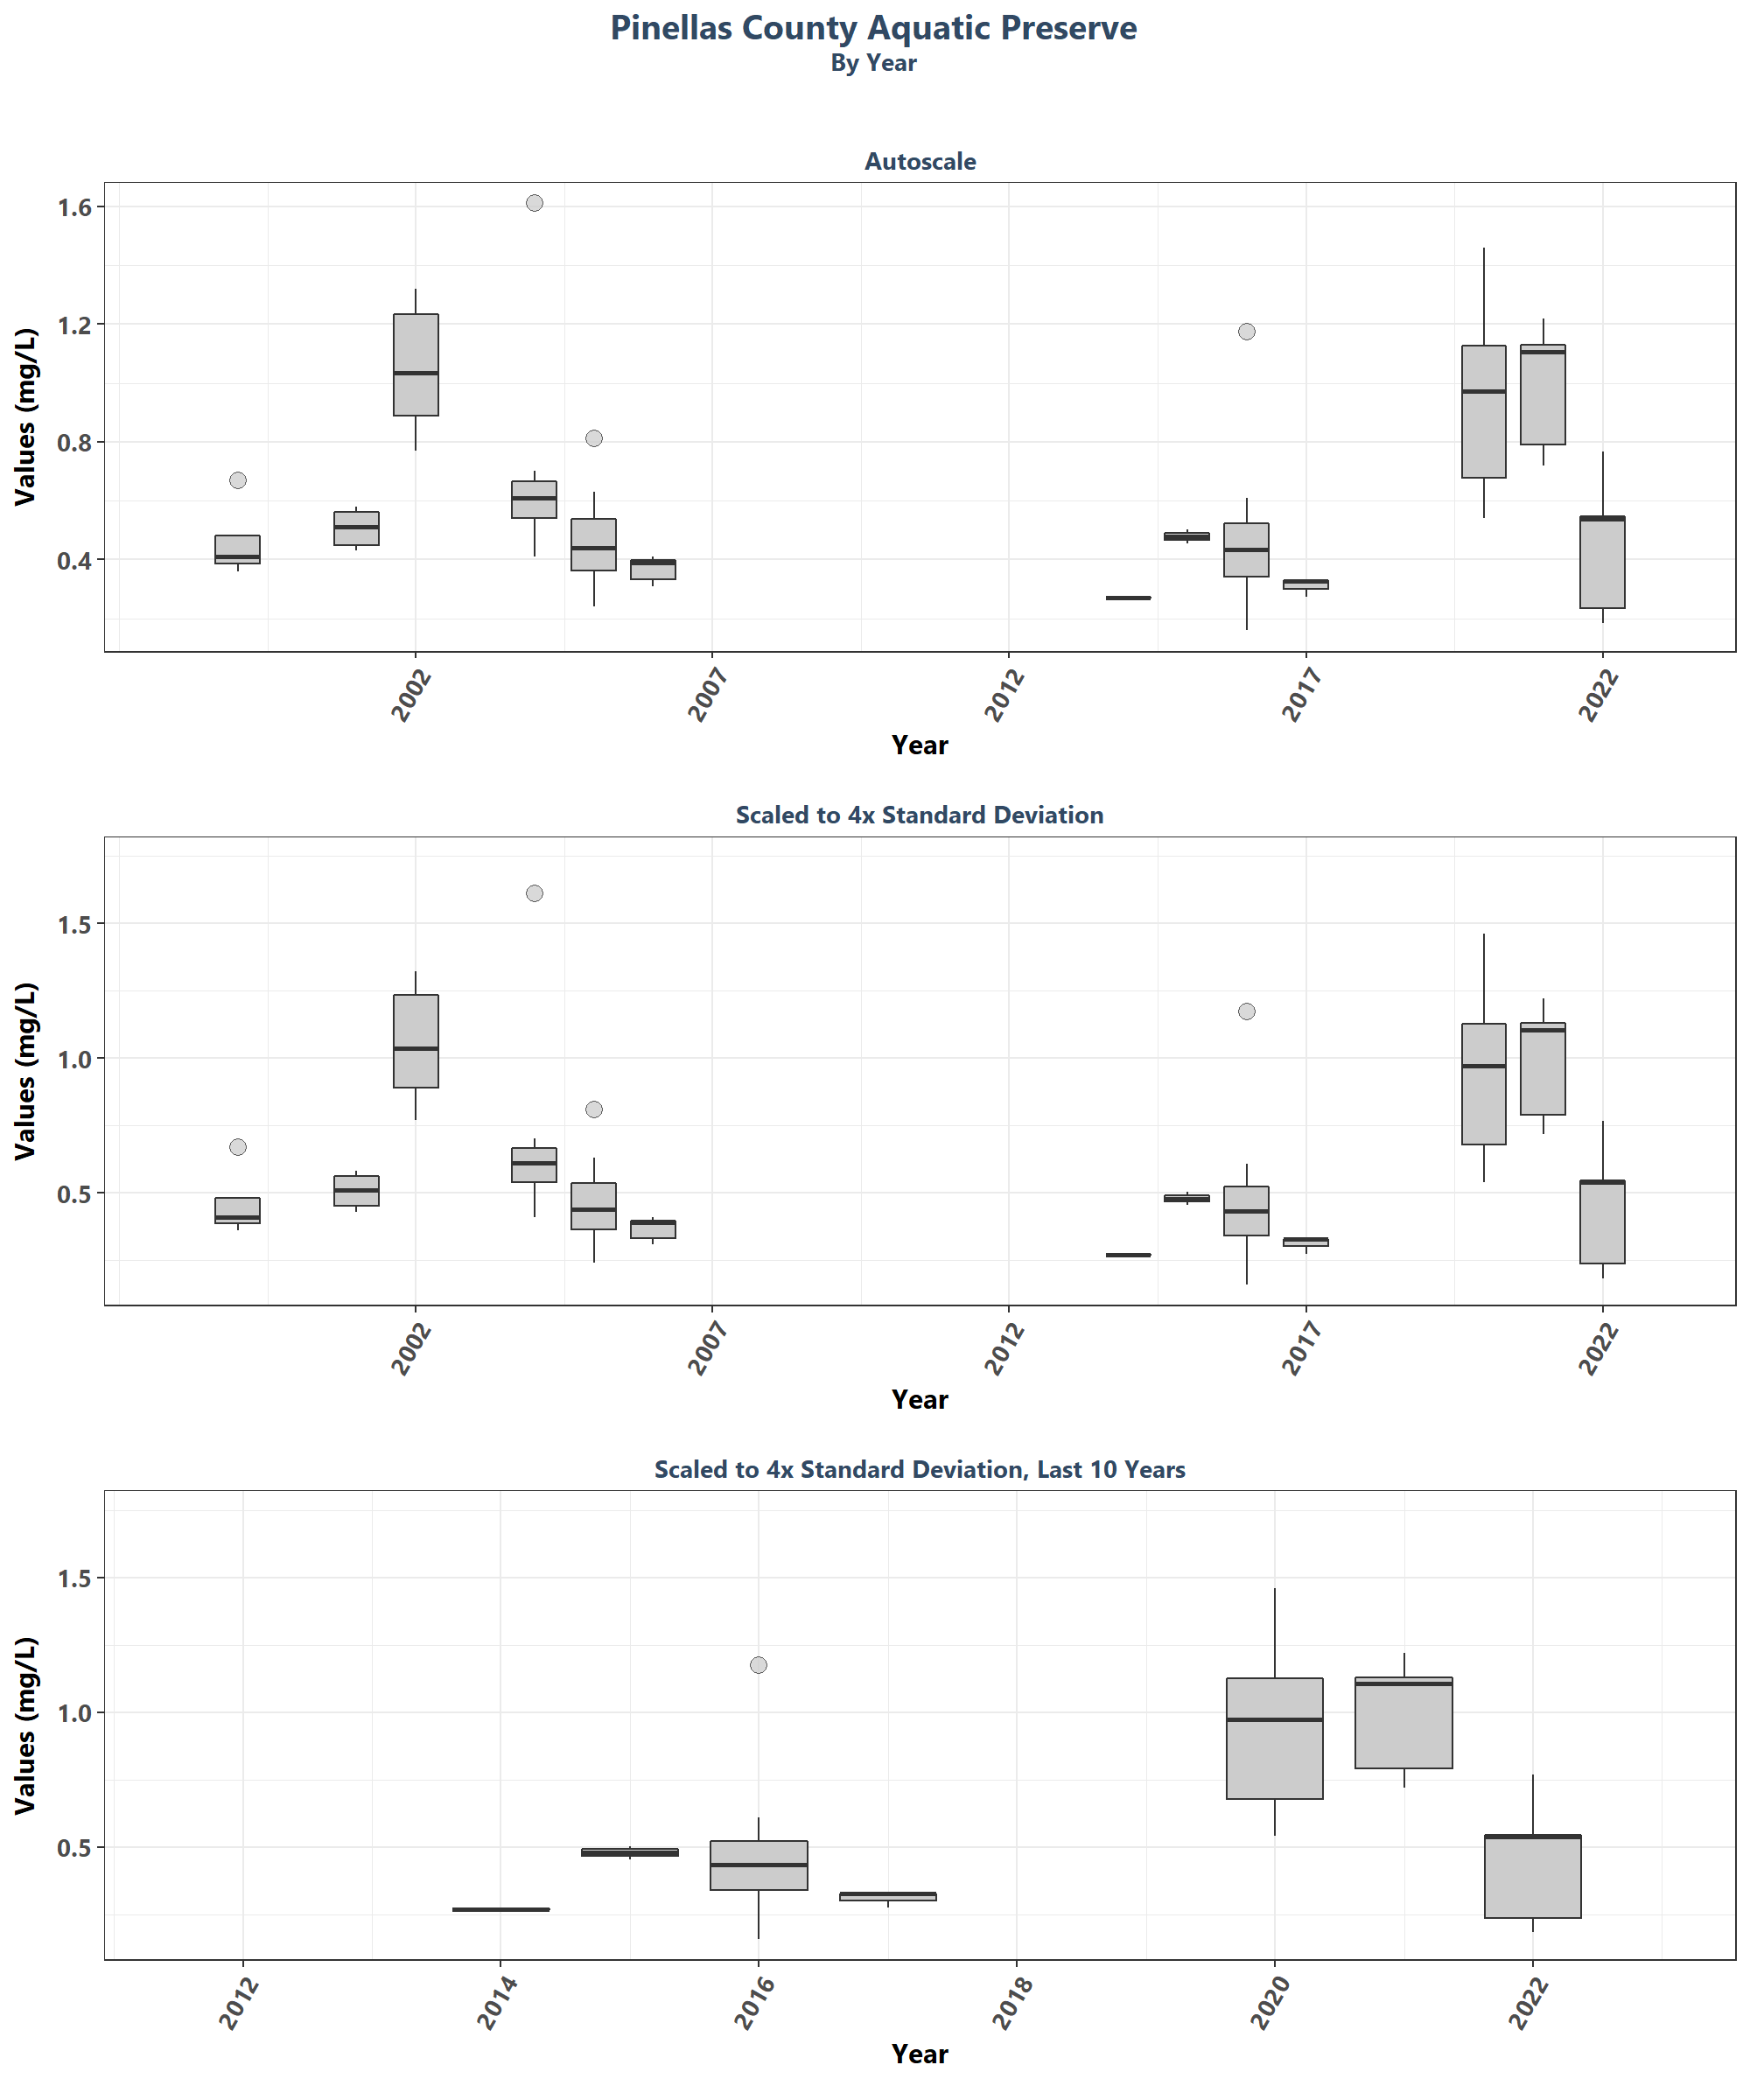 Pinellas County Aquatic Preserve
By Year
Autoscale
Values (mg/L)
1.6
1.2
0.8
0.4
2002 2007 2012 2017 2022
Year
Scaled to 4x Standard Deviation
Values (mg/L)
1.5
1.0
0.5
2002 2007 2012 2017 2022
Year
Scaled to 4x Standard Deviation, Last 10 Years
Values (mg/L)
1.5
1.0
0.5
2012 2014 2016 2018 2020 2022
Year